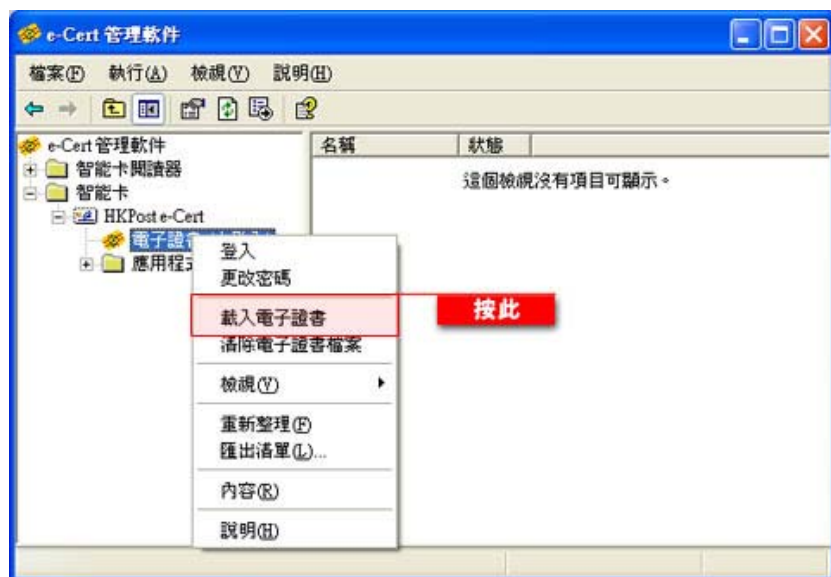 e-Cert 管理軟件
檔案(F) 執行(A) 檢視(V) 説明(H)
e-Cert 管理軟件
智能卡閱讀器
智能卡
HKPost e-Cert
電子證
應用程
名稱 狀態
這個檢視沒有項目可顯示。
登入
更改密碼
載入電子證書
清除電子證書檔案
檢視(V)
重新整理(F)
匯出清單(L)...
內容(R)
説明(H)
按此